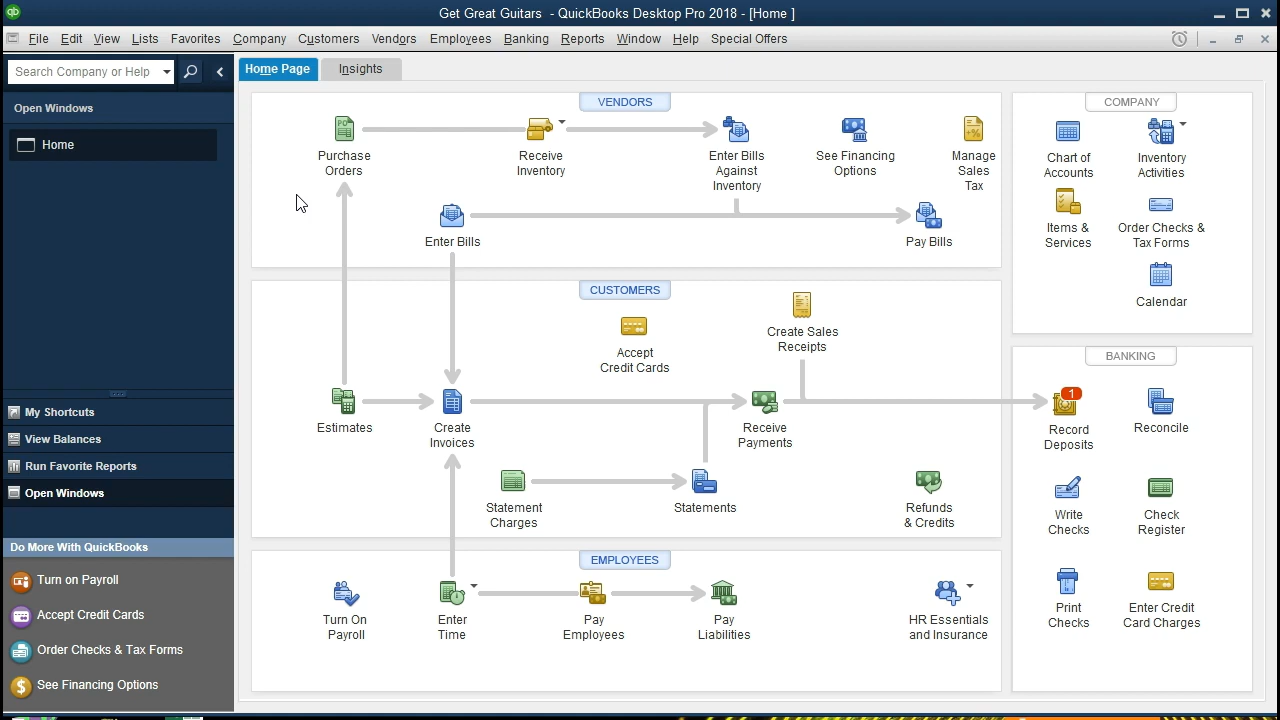 Get Great Guitars - QuickBooks Desktop Pro 2018 - [Home ]
File Edit View Lists Favorites Company Customers Vendors Employees Banking Reports Window Help Special Offers
Search Company or Help
Open Windows
Home
My Shortcuts
View Balances
Run Favorite Reports
Open Windows
Do More With QuickBooks
Turn on Payroll
Accept Credit Cards
Order Checks & Tax Forms
See Financing Options
Home Page
Insights
VENDORS
Purchase
Orders
Receive
Inventory
Enter Bills
Against
Inventory
See Financing
Options
Manage
Sales
Tax
Enter Bills
Pay Bills
CUSTOMERS
Create Sales
Receipts
Accept
Credit Cards
Estimates
Create
Invoices
Receive
Payments
Statement
Charges
Statements
Refunds
& Credits
EMPLOYEES
Turn On
Payroll
Enter
Time
Pay
Employees
Pay
Liabilities
HR Essentials
and Insurance
COMPANY
Chart of
Accounts
Inventory
Activities
Items &
Services
Order Checks &
Tax Forms
Calendar
BANKING
1
Record
Deposits
Reconcile
Write
Checks
Check
Register
Print
Checks
Enter Credit
Card Charges